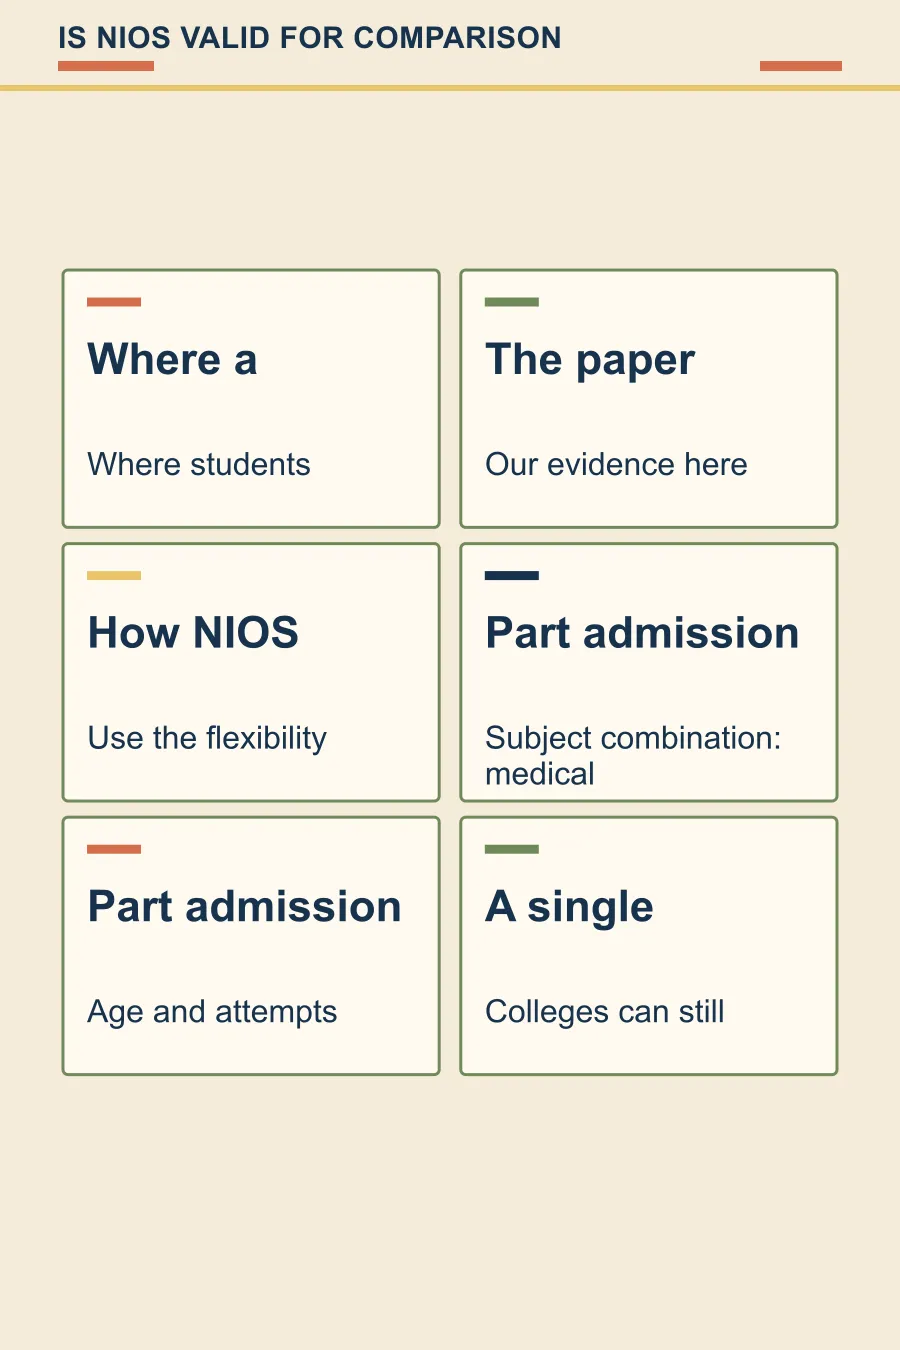 IS NIOS VALID FOR COMPARISON
Where a
Where students
The paper
Our evidence here
How NIOS
Use the flexibility
Part admission
Subject combination:
medical
Part admission
Age and attempts
A single
Colleges can still